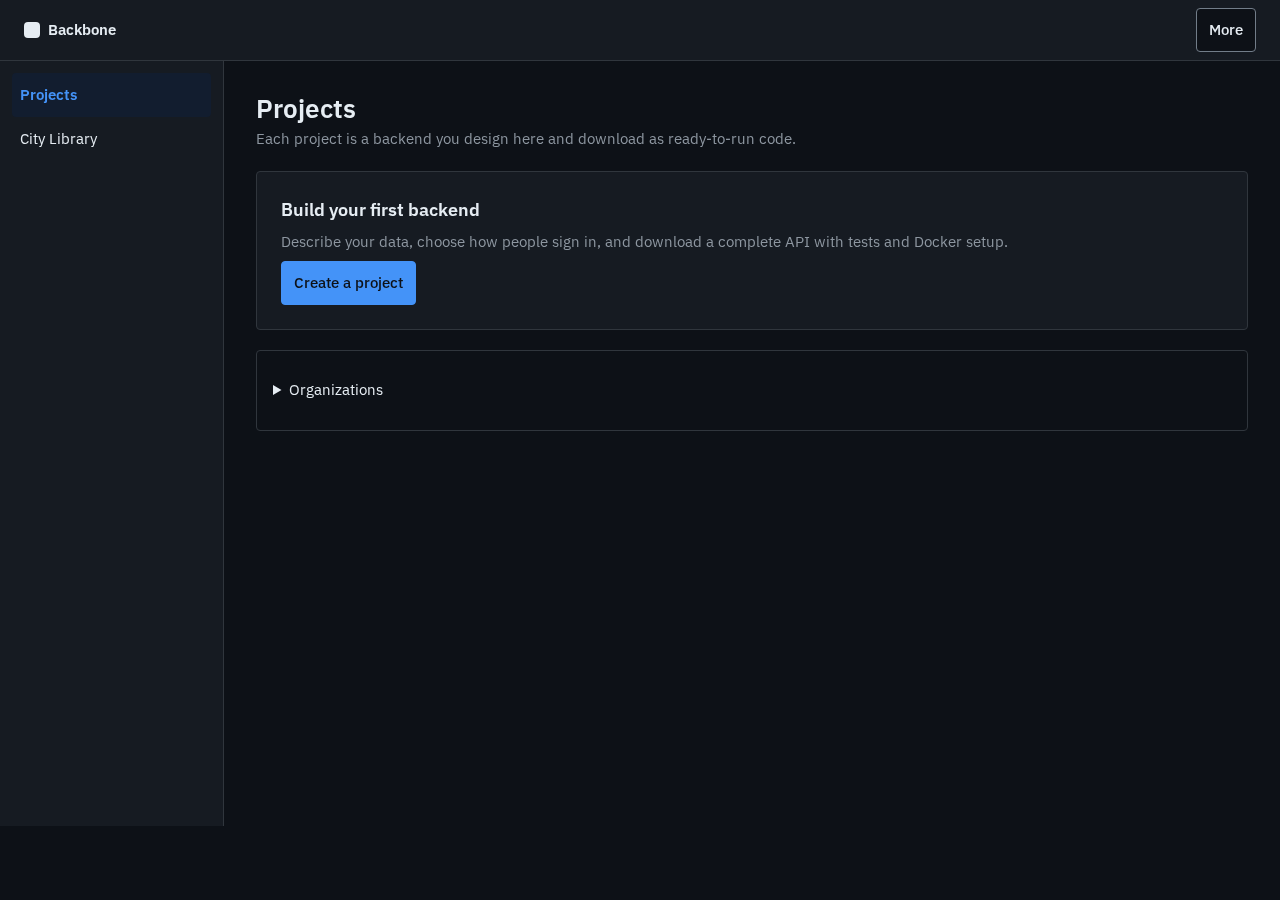 Backbone
More
Projects
City Library
Projects
Each project is a backend you design here and download as ready-to-run code.
Build your first backend
Describe your data, choose how people sign in, and download a complete API with tests and Docker setup.
Create a project
Organizations